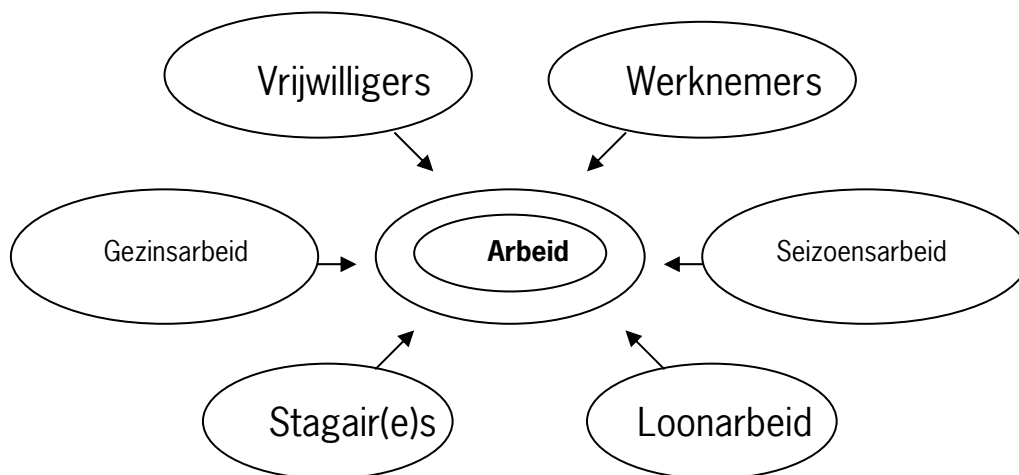 Vrijwilligers
Werknemers
Gezinsarbeid
Arbeid
Seizoensarbeid
Stagair(e)s
Loonarbeid